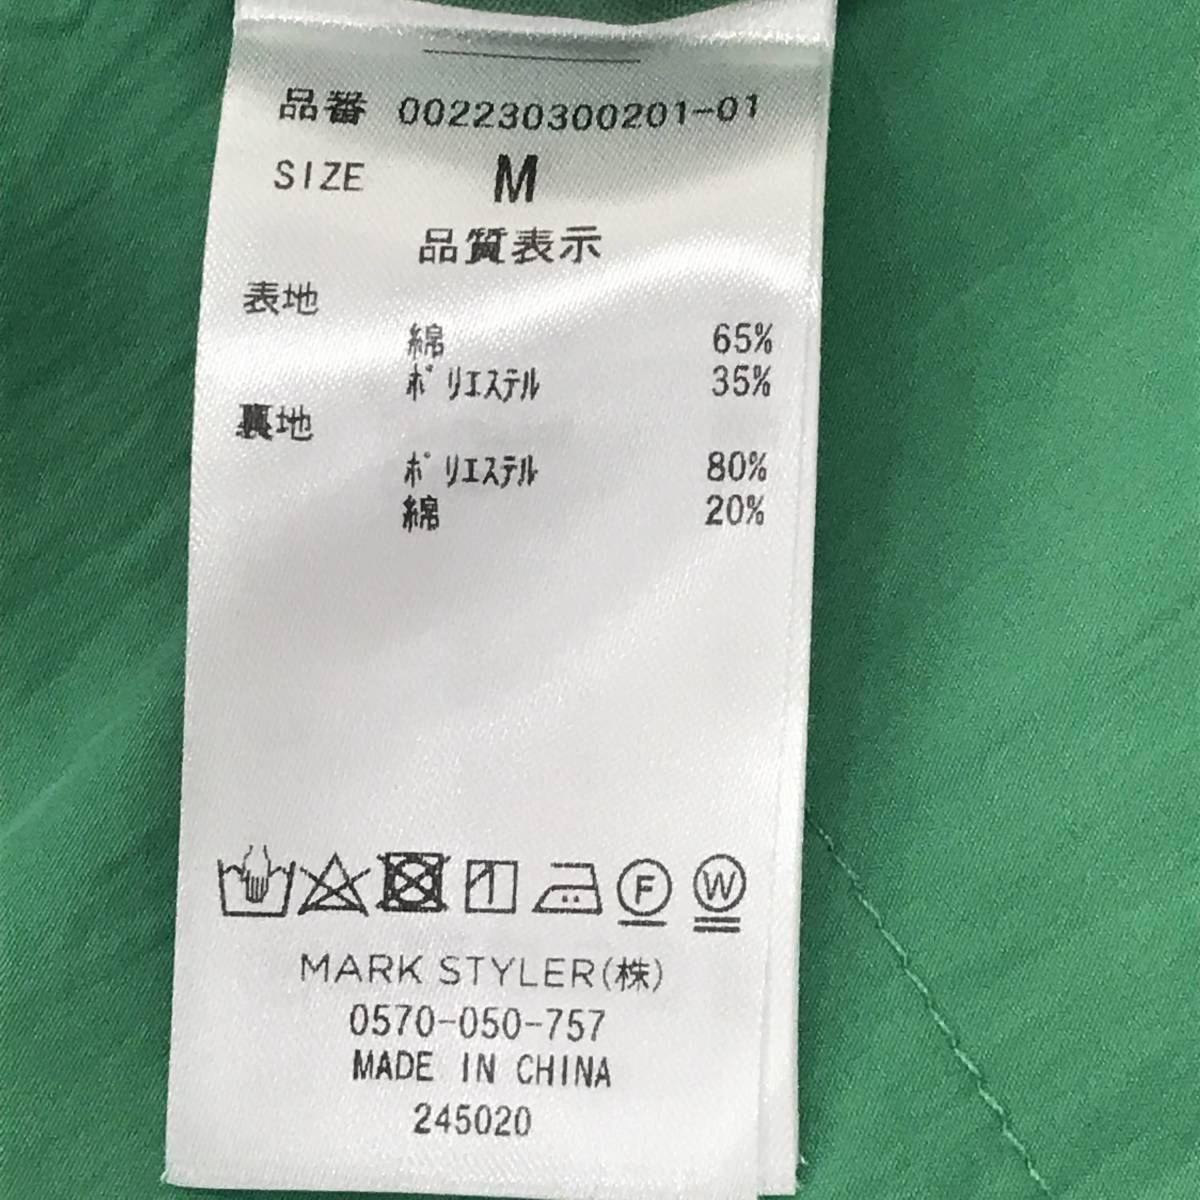 品番 002230300201-01
SIZE M
品質表示
表地
綿 65%
ポリエステル 35%
裏地
ポリエステル 80%
綿 20%
F W
MARK STYLER(株)
0570-050-757
MADE IN CHINA
245020